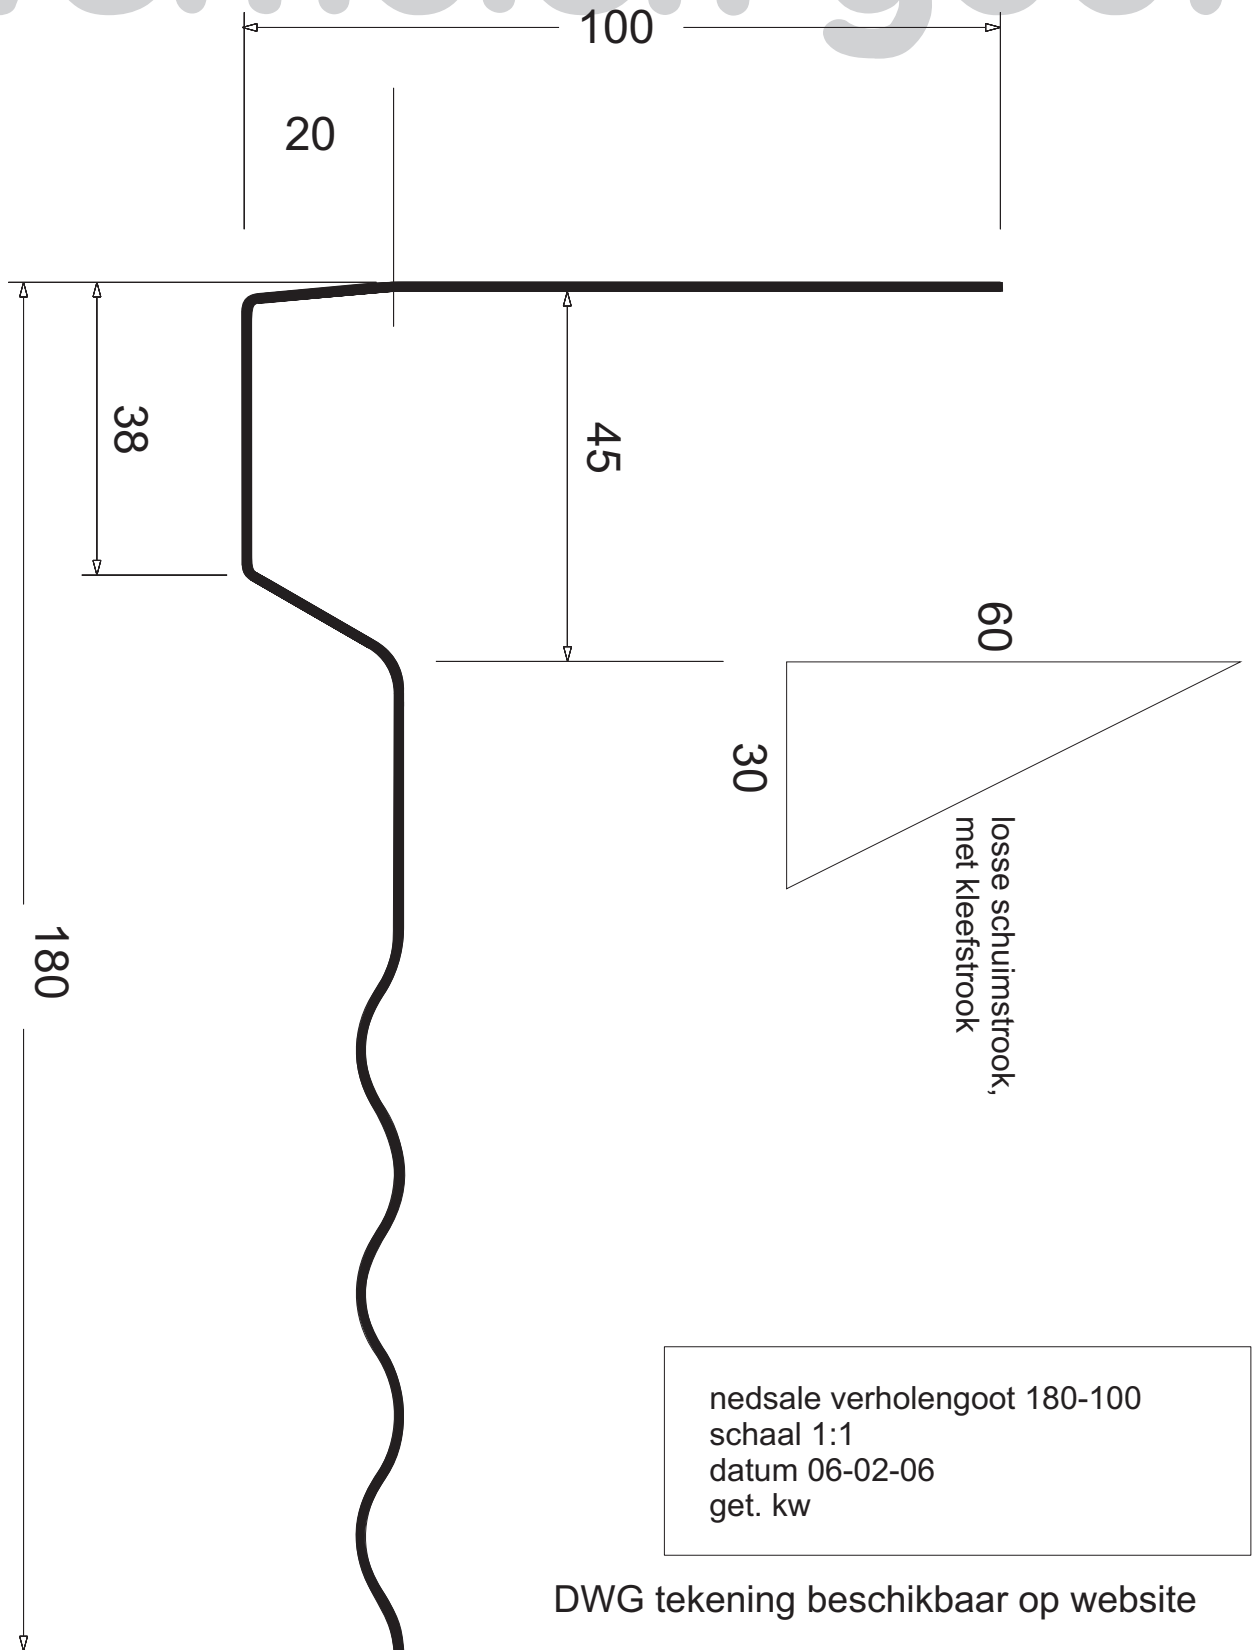 100
20
38
45
60
30
losse schuimstrook,
met kleefstrook
180
nedsale verholengoot 180-100
schaal 1:1
datum 06-02-06
get. kw
DWG tekening beschikbaar op website